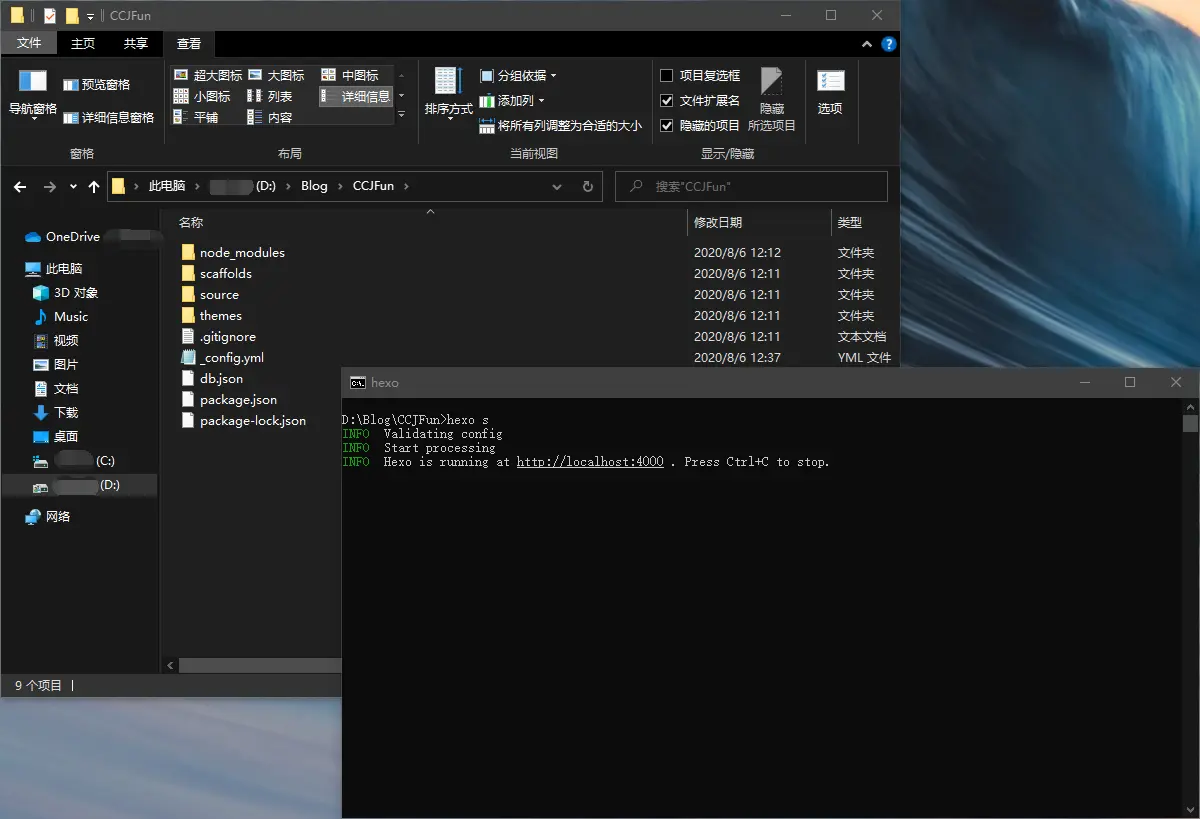 CCJFun
文件 主页 共享 查看
超大图标 大图标 中图标
小图标 列表 详细信息
平铺 内容
导航窗格 预览窗格
详细信息窗格
排序方式 分组依据
添加列
将所有列调整为合适的大小
项目复选框
文件扩展名
隐藏的项目
隐藏
所选项目
选项
窗格 布局 当前视图 显示/隐藏
此电脑 (D:) Blog CCJFun 搜索"CCJFun"
名称 修改日期 类型
OneDrive
此电脑
3D 对象
Music
视频
图片
文档
下载
桌面
(C:)
(D:)
网络
node_modules 2020/8/6 12:12 文件夹
scaffolds 2020/8/6 12:11 文件夹
source 2020/8/6 12:11 文件夹
themes 2020/8/6 12:11 文件夹
.gitignore 2020/8/6 12:11 文本文档
_config.yml 2020/8/6 12:37 YML 文件
db.json
package.json
package-lock.json
9 个项目
hexo
D:\Blog\CCJFun>hexo s
INFO Validating config
INFO Start processing
INFO Hexo is running at http://localhost:4000 . Press Ctrl+C to stop.